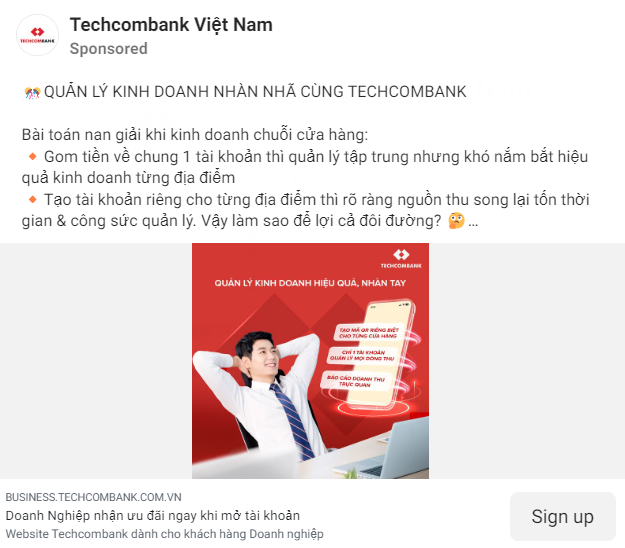 Techcombank Việt Nam
TECHCOMBANK
Sponsored
🎊 QUẢN LÝ KINH DOANH NHÀN NHÃ CÙNG TECHCOMBANK
Bài toán nan giải khi kinh doanh chuỗi cửa hàng:
🔸 Gom tiền về chung 1 tài khoản thì quản lý tập trung nhưng khó nắm bắt hiệu
quả kinh doanh từng địa điểm
🔸 Tạo tài khoản riêng cho từng địa điểm thì rõ ràng nguồn thu song lại tốn thời
gian & công sức quản lý. Vậy làm sao để lợi cả đôi đường? 🤔 ...
TECHCOMBANK
QUẢN LÝ KINH DOANH HIỆU QUẢ, NHÀN TAY
TẠO MÃ QR RIÊNG BIỆT
CHO TỪNG CỬA HÀNG
CHỈ 1 TÀI KHOẢN
QUẢN LÝ MỌI DÒNG THU
BÁO CÁO DOANH THU
TRỰC QUAN
BUSINESS.TECHCOMBANK.COM.VN
Doanh Nghiệp nhận ưu đãi ngay khi mở tài khoản
Website Techcombank dành cho khách hàng Doanh nghiệp
Sign up